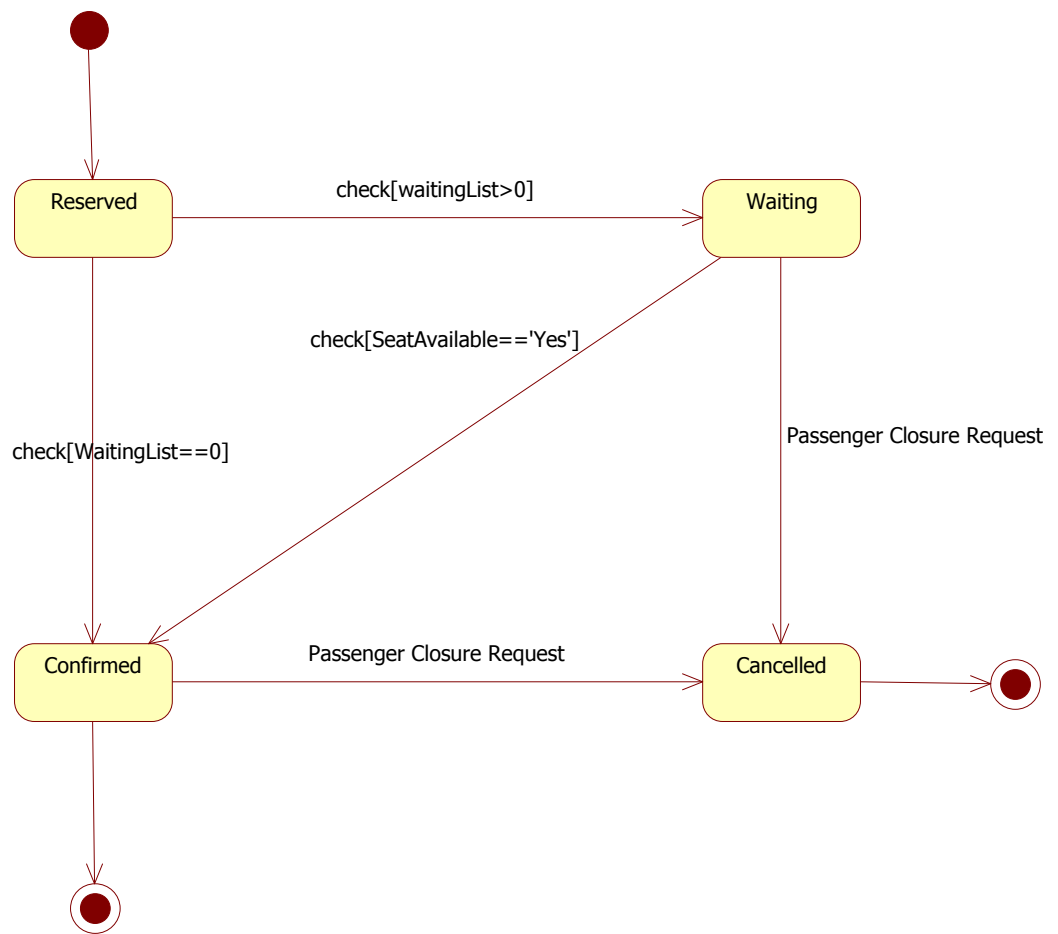 Reserved
check[waitingList>0]
Waiting
check[SeatAvailable=='Yes']
Passenger Closure Request
check[WaitingList==0]
Confirmed
Passenger Closure Request
Cancelled